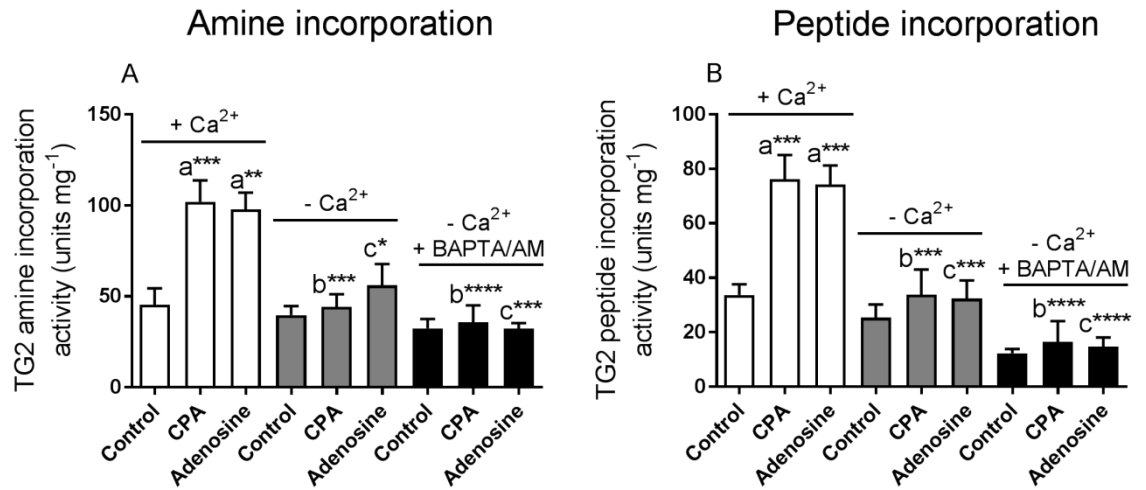 Amine incorporation
A
TG2 amine incorporation
activity (units mg⁻¹)
150
100
50
0
+ Ca²⁺
a***
a**
- Ca²⁺
b***
c*
- Ca²⁺
+ BAPTA/AM
b****
c***
Control
CPA
Adenosine
Control
CPA
Adenosine
Control
CPA
Adenosine
Peptide incorporation
B
TG2 peptide incorporation
activity (units mg⁻¹)
100
80
60
40
20
0
+ Ca²⁺
a***
a***
- Ca²⁺
b***
c***
- Ca²⁺
+ BAPTA/AM
b****
c****
Control
CPA
Adenosine
Control
CPA
Adenosine
Control
CPA
Adenosine